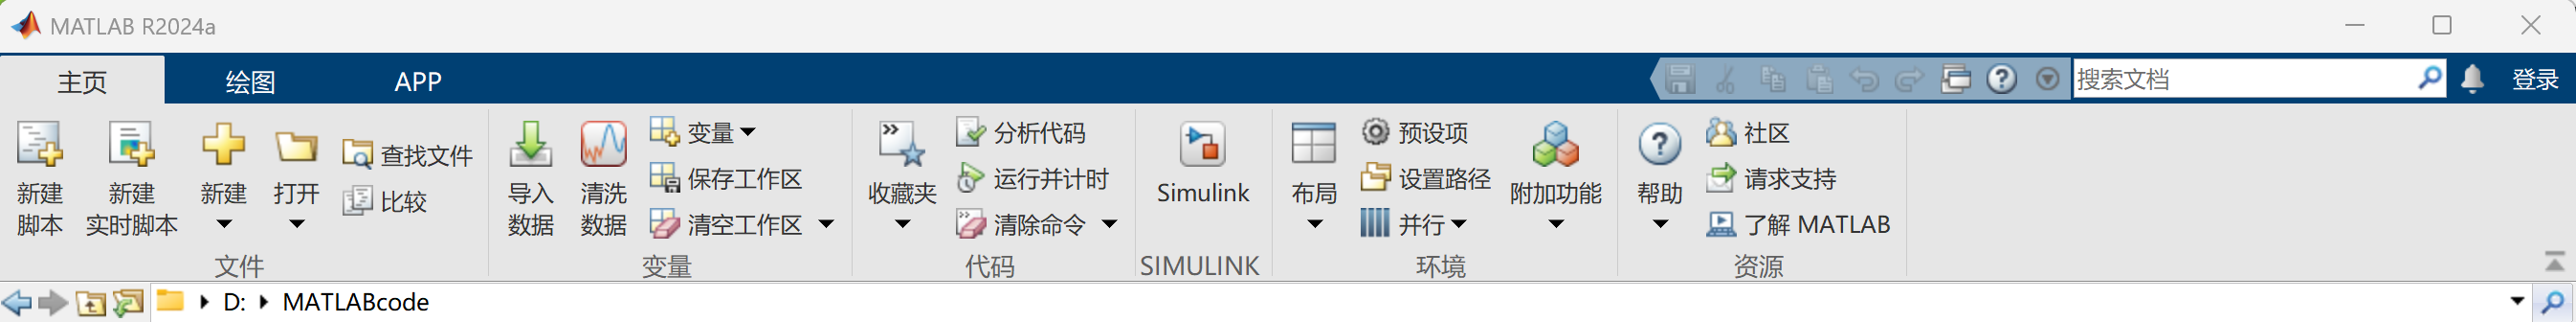 MATLAB R2024a
主页 绘图 APP 搜索文档 登录
新建脚本 新建实时脚本 新建 打开 查找文件 比较
导入数据 清洗数据 变量 保存工作区 清空工作区
收藏夹 分析代码 运行并计时 清除命令
Simulink
布局 预设项 设置路径 并行 附加功能
帮助 社区 请求支持 了解 MATLAB
文件 变量 代码 SIMULINK 环境 资源
D: MATLABcode